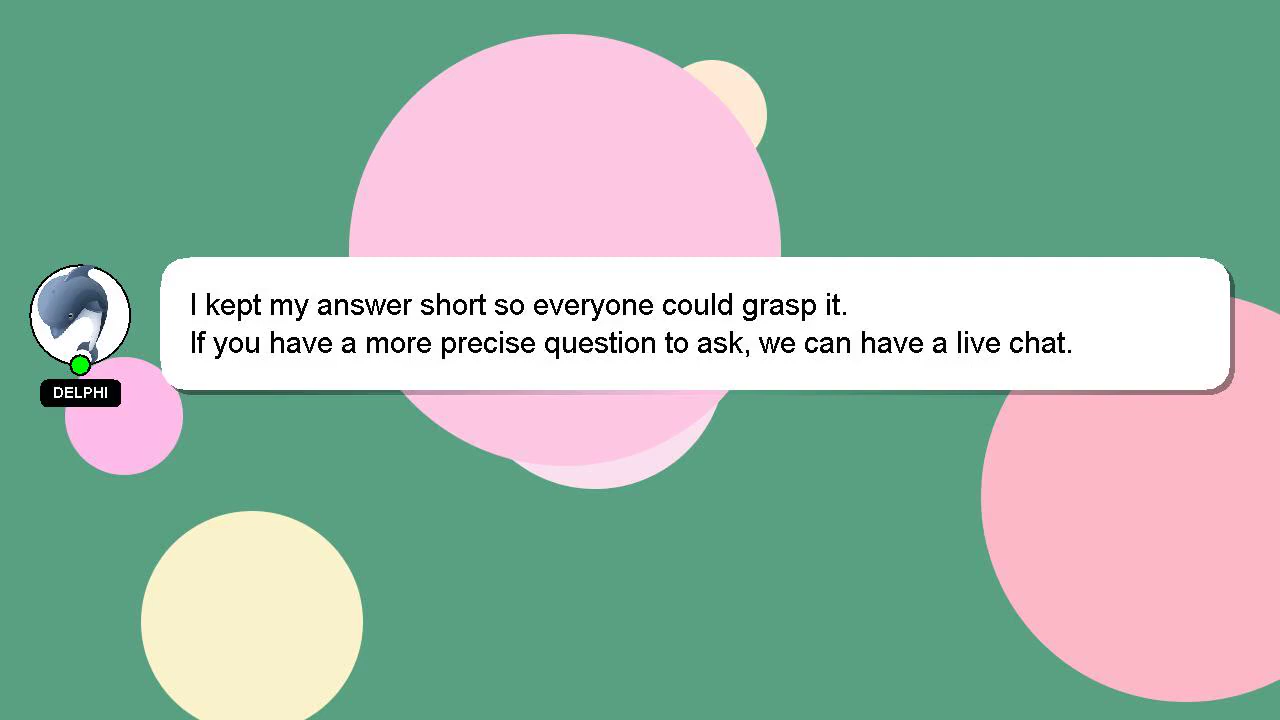 I kept my answer short so everyone could grasp it.
If you have a more precise question to ask, we can have a live chat.
DELPHI